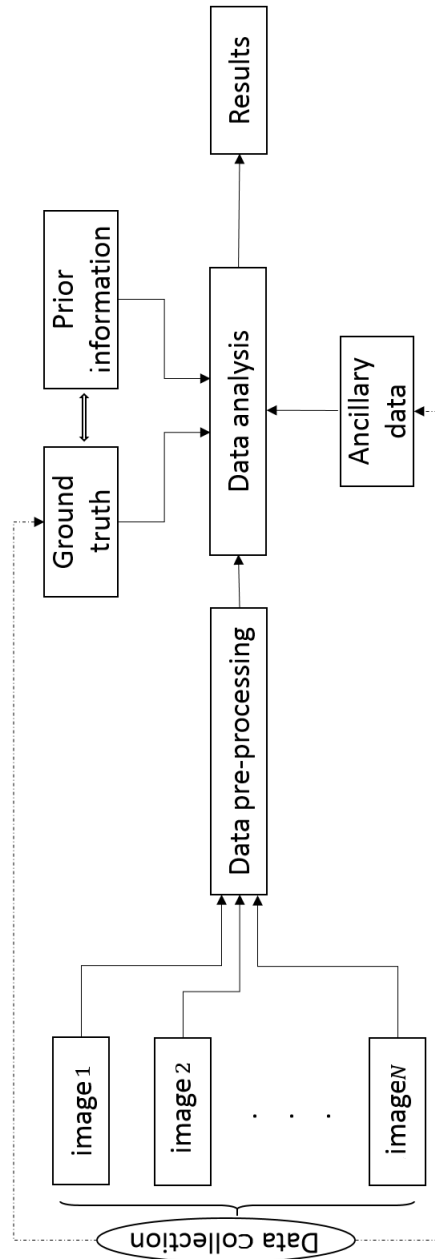 Data Collection
image1
image2
. . .
imageN
Data pre-processing
Ground
truth
Prior
information
Data analysis
Ancillary
data
Results